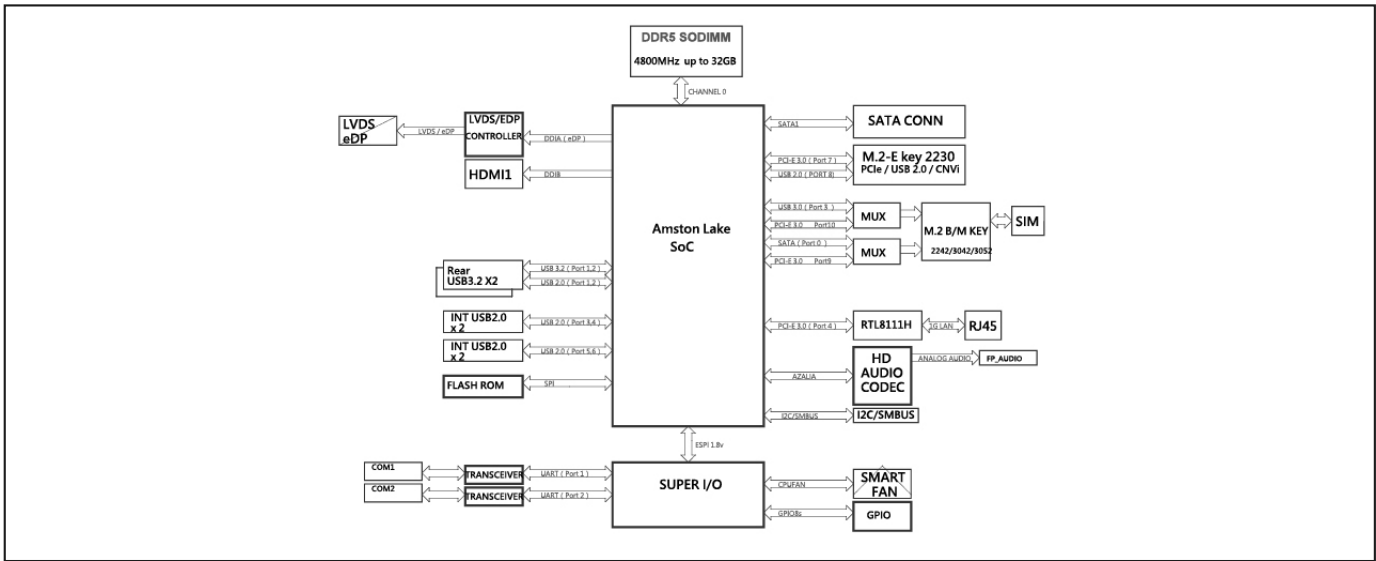 DDR5 SODIMM
4800MHz up to 32GB
CHANNEL 0
LVDS
eDP
LVDS / eDP
LVDS/EDP
CONTROLLER
DDIA ( eDP )
HDMI1
DDIB
Amston Lake
SoC
SATA1
SATA CONN
PCI-E 3.0 ( Port 7 )
USB 2.0 ( PORT 8)
M.2-E key 2230
PCIe / USB 2.0 / CNVi
USB 3.0 ( Port 3 )
PCI-E 3.0 Port10
MUX
SATA ( Port 0 )
PCI-E 3.0 Port9
MUX
M.2 B/M KEY
2242/3042/3052
SIM
Rear
USB3.2 X2
USB 3.2 ( Port 1,2 )
USB 2.0 ( Port 1,2 )
INT USB2.0
x 2
USB 2.0 ( Port 3,4 )
INT USB2.0
x 2
USB 2.0 ( Port 5,6 )
FLASH ROM
SPI
PCI-E 3.0 ( Port 4 )
RTL8111H
1G LAN
RJ45
AZALIA
HD
AUDIO
CODEC
ANALOG AUDIO
FP_AUDIO
I2C/SMBUS
I2C/SMBUS
ESPI 1.8v
COM1
TRANSCEIVER
UART ( Port 1 )
COM2
TRANSCEIVER
UART ( Port 2 )
SUPER I/O
CPUFAN
SMART
FAN
GPIO8s
GPIO